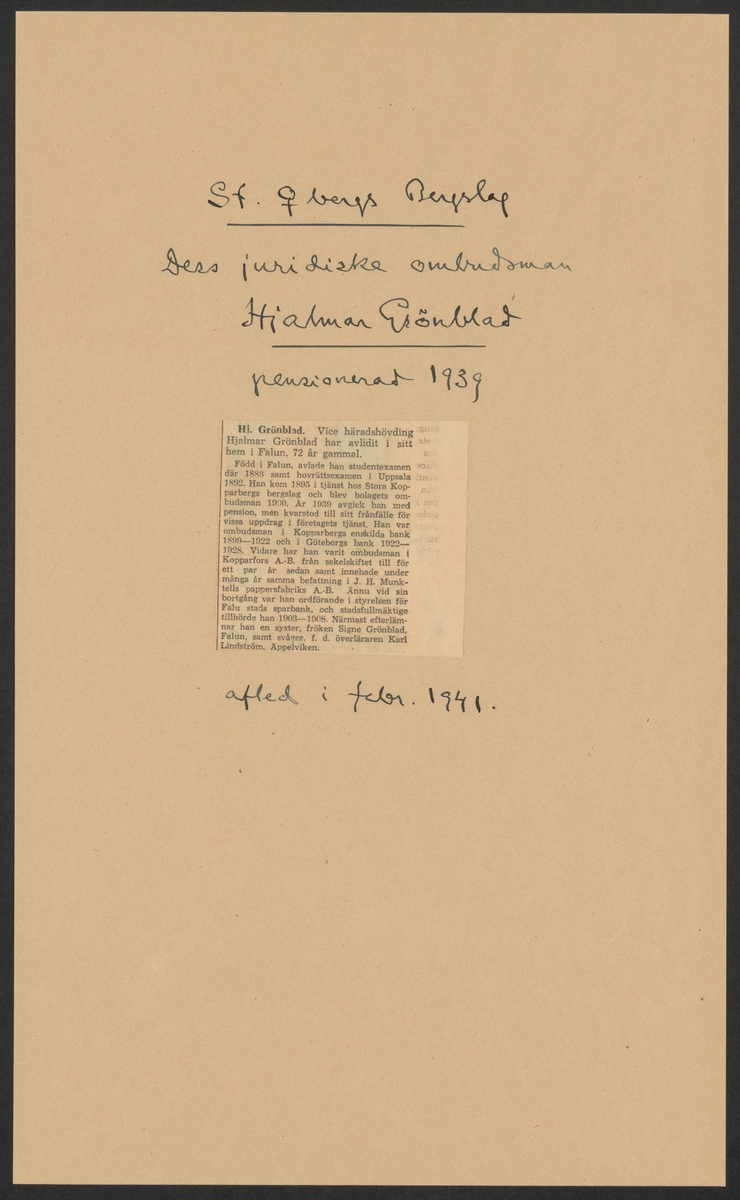 St. ♀bergs Bergslag
Dess juridiske ombudsman
Hjalmar Grönblad
pensionerad 1939
Hj. Grönblad. Vice häradshövding
Hjalmar Grönblad har avlidit i sitt
hem i Falun, 72 år gammal.
Född i Falun, avlade han studentexamen
där 1886 samt hovrättsexamen i Uppsala
1892. Han kom 1895 i tjänst hos Stora Kop-
parbergs bergslag och blev bolagets om-
budsman 1900. År 1939 avgick han med
pension, men kvarstod till sitt frånfälle för
vissa uppdrag i företagets tjänst. Han var
ombudsman i Kopparbergs enskilda bank
1899—1922 och i Göteborgs bank 1922—
1928. Vidare har han varit ombudsman i
Kopparfors A.-B. från sekelskiftet till för
ett par år sedan samt innehade under
många år samma befattning i J. H. Munk-
tells pappersfabriks A.-B. Ännu vid sin
bortgång var han ordförande i styrelsen för
Falu stads sparbank, och stadsfullmäktige
tillhörde han 1903—1908. Närmast efterläm-
nar han en syster, fröken Signe Grönblad,
Falun, samt svåger, f. d. överläraren Karl
Lindström, Äppelviken.
afled i febr. 1941.